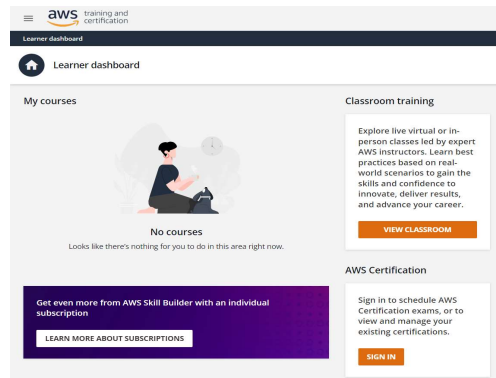 aws training and
certification
Learner dashboard
Learner dashboard
My courses
No courses
Looks like there's nothing for you to do in this area right now.
Get even more from AWS Skill Builder with an individual
subscription
LEARN MORE ABOUT SUBSCRIPTIONS
Classroom training
Explore live virtual or in-
person classes led by expert
AWS instructors. Learn best
practices based on real-
world scenarios to gain the
skills and confidence to
innovate, deliver results,
and advance your career.
VIEW CLASSROOM
AWS Certification
Sign in to schedule AWS
Certification exams, or to
view and manage your
existing certifications.
SIGN IN